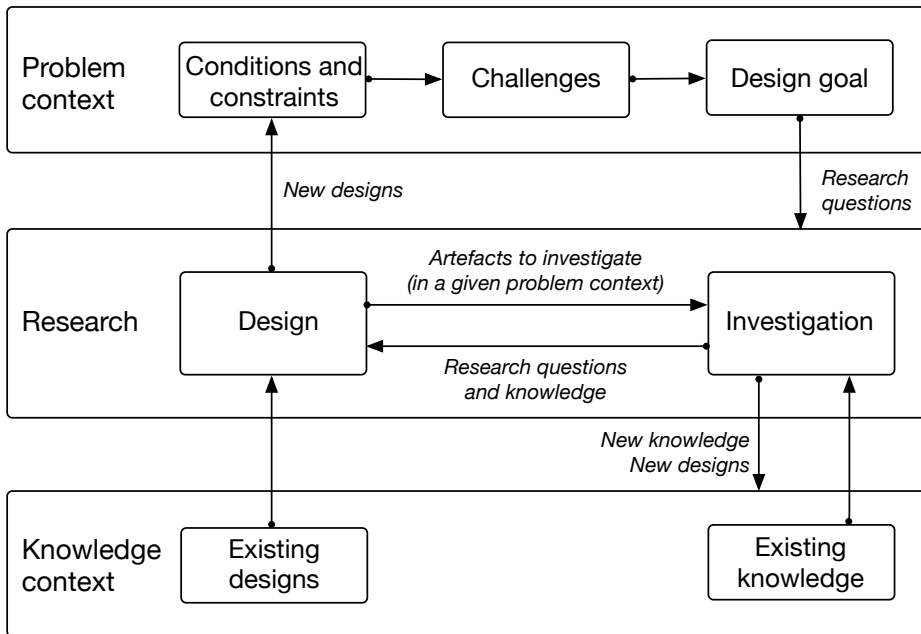 Problem
context
Conditions and
constraints
Challenges
Design goal
New designs
Research
questions
Artefacts to investigate
(in a given problem context)
Research
Design
Investigation
Research questions
and knowledge
New knowledge
New designs
Knowledge
context
Existing
designs
Existing
knowledge